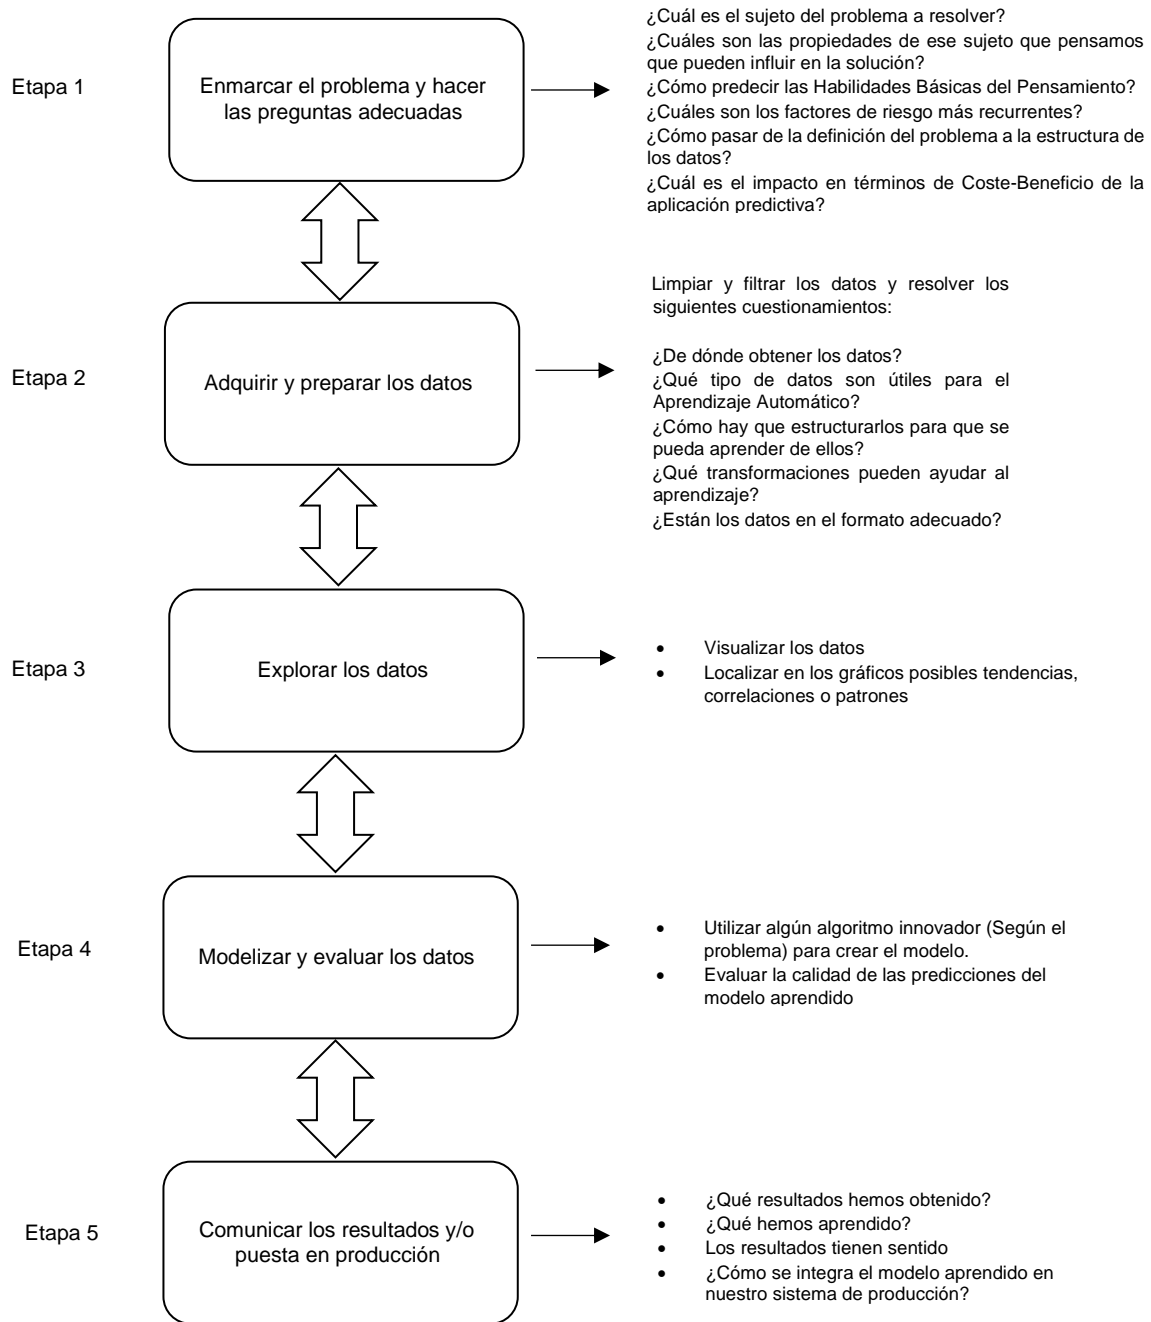 Etapa 1
Enmarcar el problema y hacer
las preguntas adecuadas
¿Cuál es el sujeto del problema a resolver?
¿Cuáles son las propiedades de ese sujeto que pensamos
que pueden influir en la solución?
¿Cómo predecir las Habilidades Básicas del Pensamiento?
¿Cuáles son los factores de riesgo más recurrentes?
¿Cómo pasar de la definición del problema a la estructura de
los datos?
¿Cuál es el impacto en términos de Coste-Beneficio de la
aplicación predictiva?
Etapa 2
Adquirir y preparar los datos
Limpiar y filtrar los datos y resolver los
siguientes cuestionamientos:
¿De dónde obtener los datos?
¿Qué tipo de datos son útiles para el
Aprendizaje Automático?
¿Cómo hay que estructurarlos para que se
pueda aprender de ellos?
¿Qué transformaciones pueden ayudar al
aprendizaje?
¿Están los datos en el formato adecuado?
Etapa 3
Explorar los datos
• Visualizar los datos
• Localizar en los gráficos posibles tendencias,
correlaciones o patrones
Etapa 4
Modelizar y evaluar los datos
• Utilizar algún algoritmo innovador (Según el
problema) para crear el modelo.
• Evaluar la calidad de las predicciones del
modelo aprendido
Etapa 5
Comunicar los resultados y/o
puesta en producción
• ¿Qué resultados hemos obtenido?
• ¿Qué hemos aprendido?
• Los resultados tienen sentido
• ¿Cómo se integra el modelo aprendido en
nuestro sistema de producción?